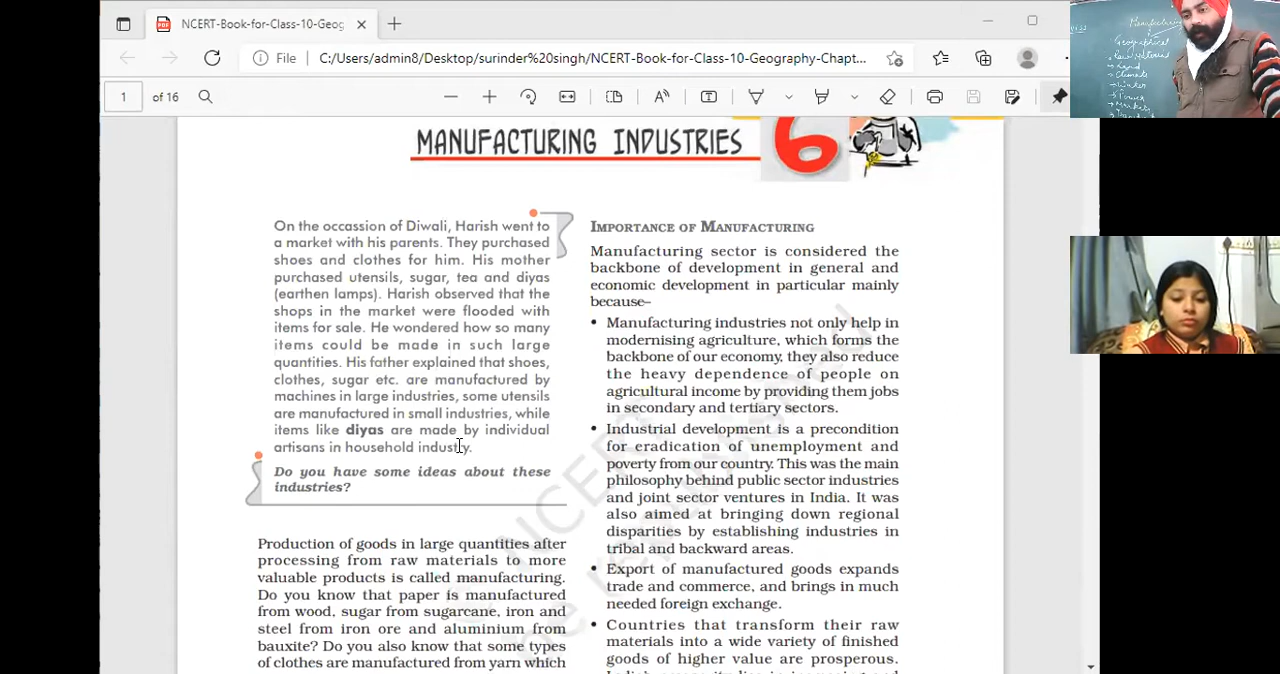 NCERT-Book-for-Class-10-Geog
File
C:/Users/admin8/Desktop/surinder%20singh/NCERT-Book-for-Class-10-Geography-Chapt...
1 of 16
MANUFACTURING INDUSTRIES 6
On the occassion of Diwali, Harish went to
a market with his parents. They purchased
shoes and clothes for him. His mother
purchased utensils, sugar, tea and diyas
(earthen lamps). Harish observed that the
shops in the market were flooded with
items for sale. He wondered how so many
items could be made in such large
quantities. His father explained that shoes,
clothes, sugar etc. are manufactured by
machines in large industries, some utensils
are manufactured in small industries, while
items like diyas are made by individual
artisans in household industry.
Do you have some ideas about these
industries?
Production of goods in large quantities after
processing from raw materials to more
valuable products is called manufacturing.
Do you know that paper is manufactured
from wood, sugar from sugarcane, iron and
steel from iron ore and aluminium from
bauxite? Do you also know that some types
of clothes are manufactured from yarn which
IMPORTANCE OF MANUFACTURING
Manufacturing sector is considered the
backbone of development in general and
economic development in particular mainly
because–
• Manufacturing industries not only help in
modernising agriculture, which forms the
backbone of our economy, they also reduce
the heavy dependence of people on
agricultural income by providing them jobs
in secondary and tertiary sectors.
• Industrial development is a precondition
for eradication of unemployment and
poverty from our country. This was the main
philosophy behind public sector industries
and joint sector ventures in India. It was
also aimed at bringing down regional
disparities by establishing industries in
tribal and backward areas.
• Export of manufactured goods expands
trade and commerce, and brings in much
needed foreign exchange.
• Countries that transform their raw
materials into a wide variety of finished
goods of higher value are prosperous.
Manufacturing
Geographical
Raw Material
Land
Climate
Water
Power
Market